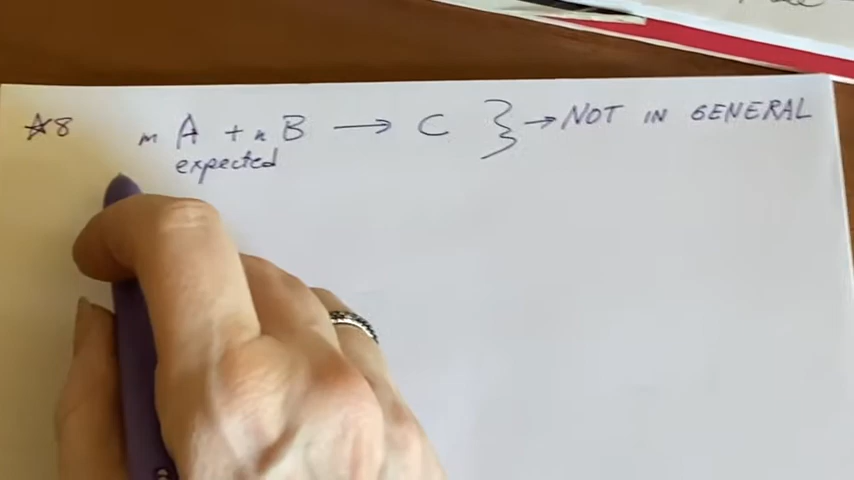 *8 m A + n B → C } → NOT IN GENERAL
expected